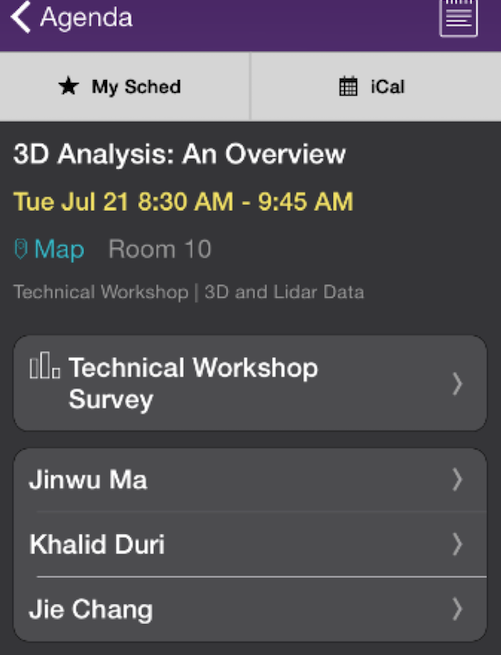 Agenda
My Sched iCal
3D Analysis: An Overview
Tue Jul 21 8:30 AM - 9:45 AM
Map Room 10
Technical Workshop | 3D and Lidar Data
Technical Workshop
Survey
Jinwu Ma
Khalid Duri
Jie Chang